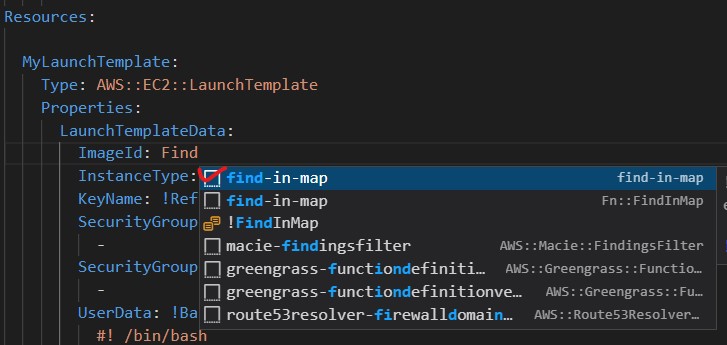 Resources:
MyLaunchTemplate:
Type: AWS::EC2::LaunchTemplate
Properties:
LaunchTemplateData:
ImageId: Find
InstanceType: find-in-map find-in-map
KeyName: !Ref find-in-map Fn::FindInMap
SecurityGroup !FindInMap
- macie-findingsfilter AWS::Macie::FindingsFilter
SecurityGroup greengrass-functiondefiniti… AWS::Greengrass::Functio…
- greengrass-functiondefinitionve… AWS::Greengrass::Fu…
UserData: !Ba route53resolver-firewalldomain… AWS::Route53Resolver…
#! /bin/bash